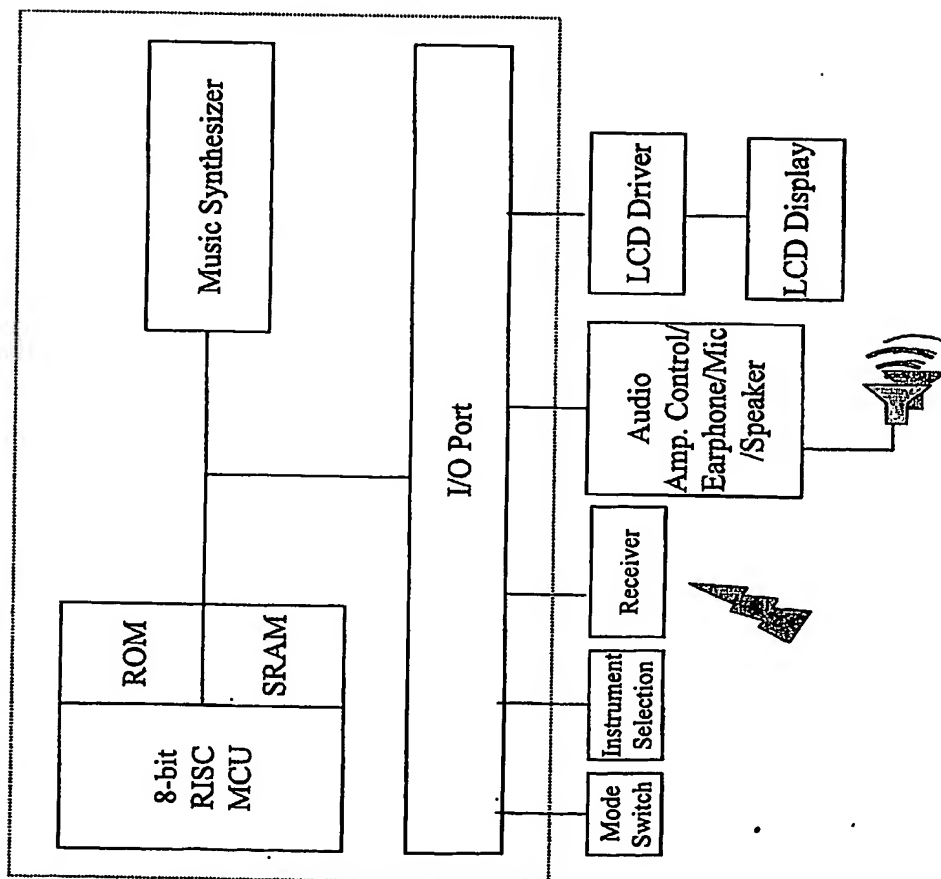 8-bit
RISC
MCU
ROM
SRAM
Music Synthesizer
I/O Port
Mode
Switch
Instrument
Selection
Receiver
Audio
Amp. Control/
Earphone/Mic
/Speaker
LCD Driver
LCD Display